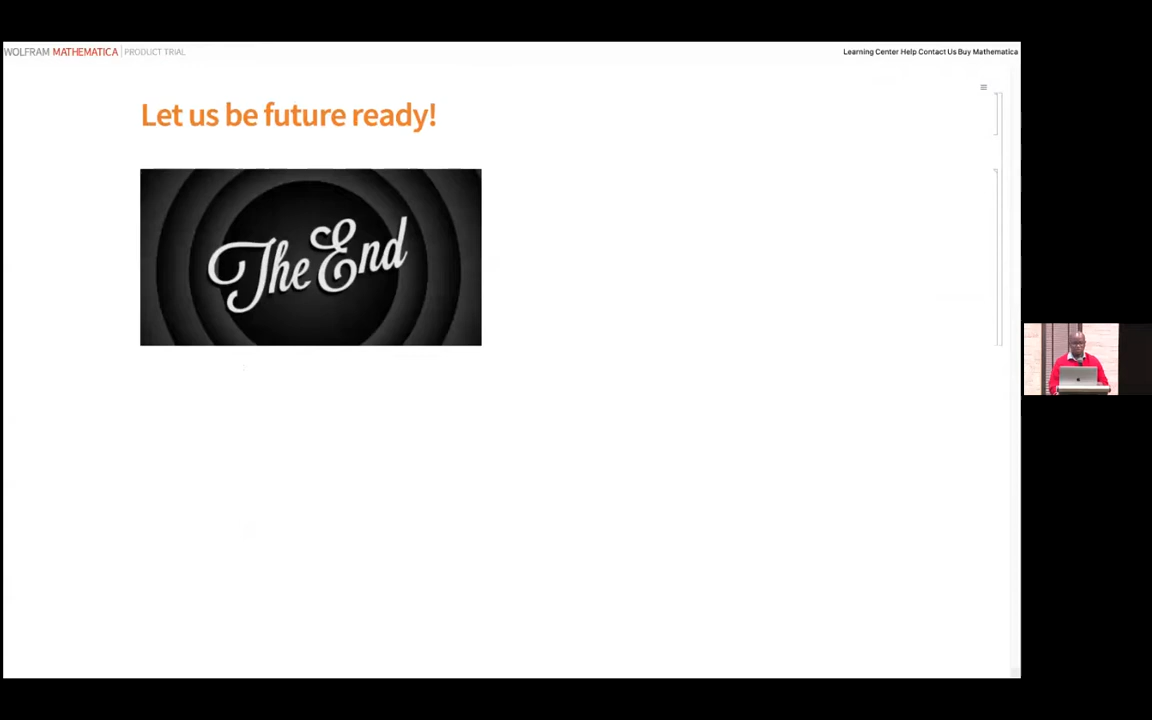 WOLFRAM MATHEMATICA | PRODUCT TRIAL
Learning Center Help Contact Us Buy Mathematica
Let us be future ready!
The End